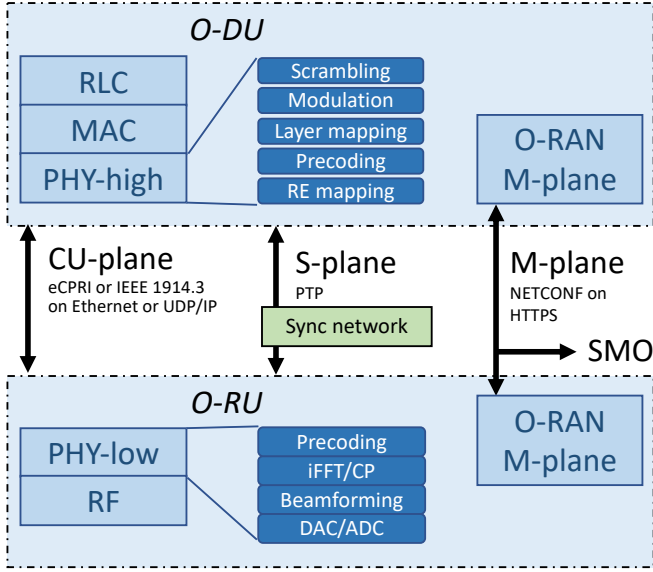 O-DU
RLC
MAC
PHY-high
Scrambling
Modulation
Layer mapping
Precoding
RE mapping
O-RAN
M-plane
CU-plane
eCPRI or IEEE 1914.3
on Ethernet or UDP/IP
S-plane
PTP
Sync network
M-plane
NETCONF on
HTTPS
SMO
O-RU
PHY-low
RF
Precoding
iFFT/CP
Beamforming
DAC/ADC
O-RAN
M-plane